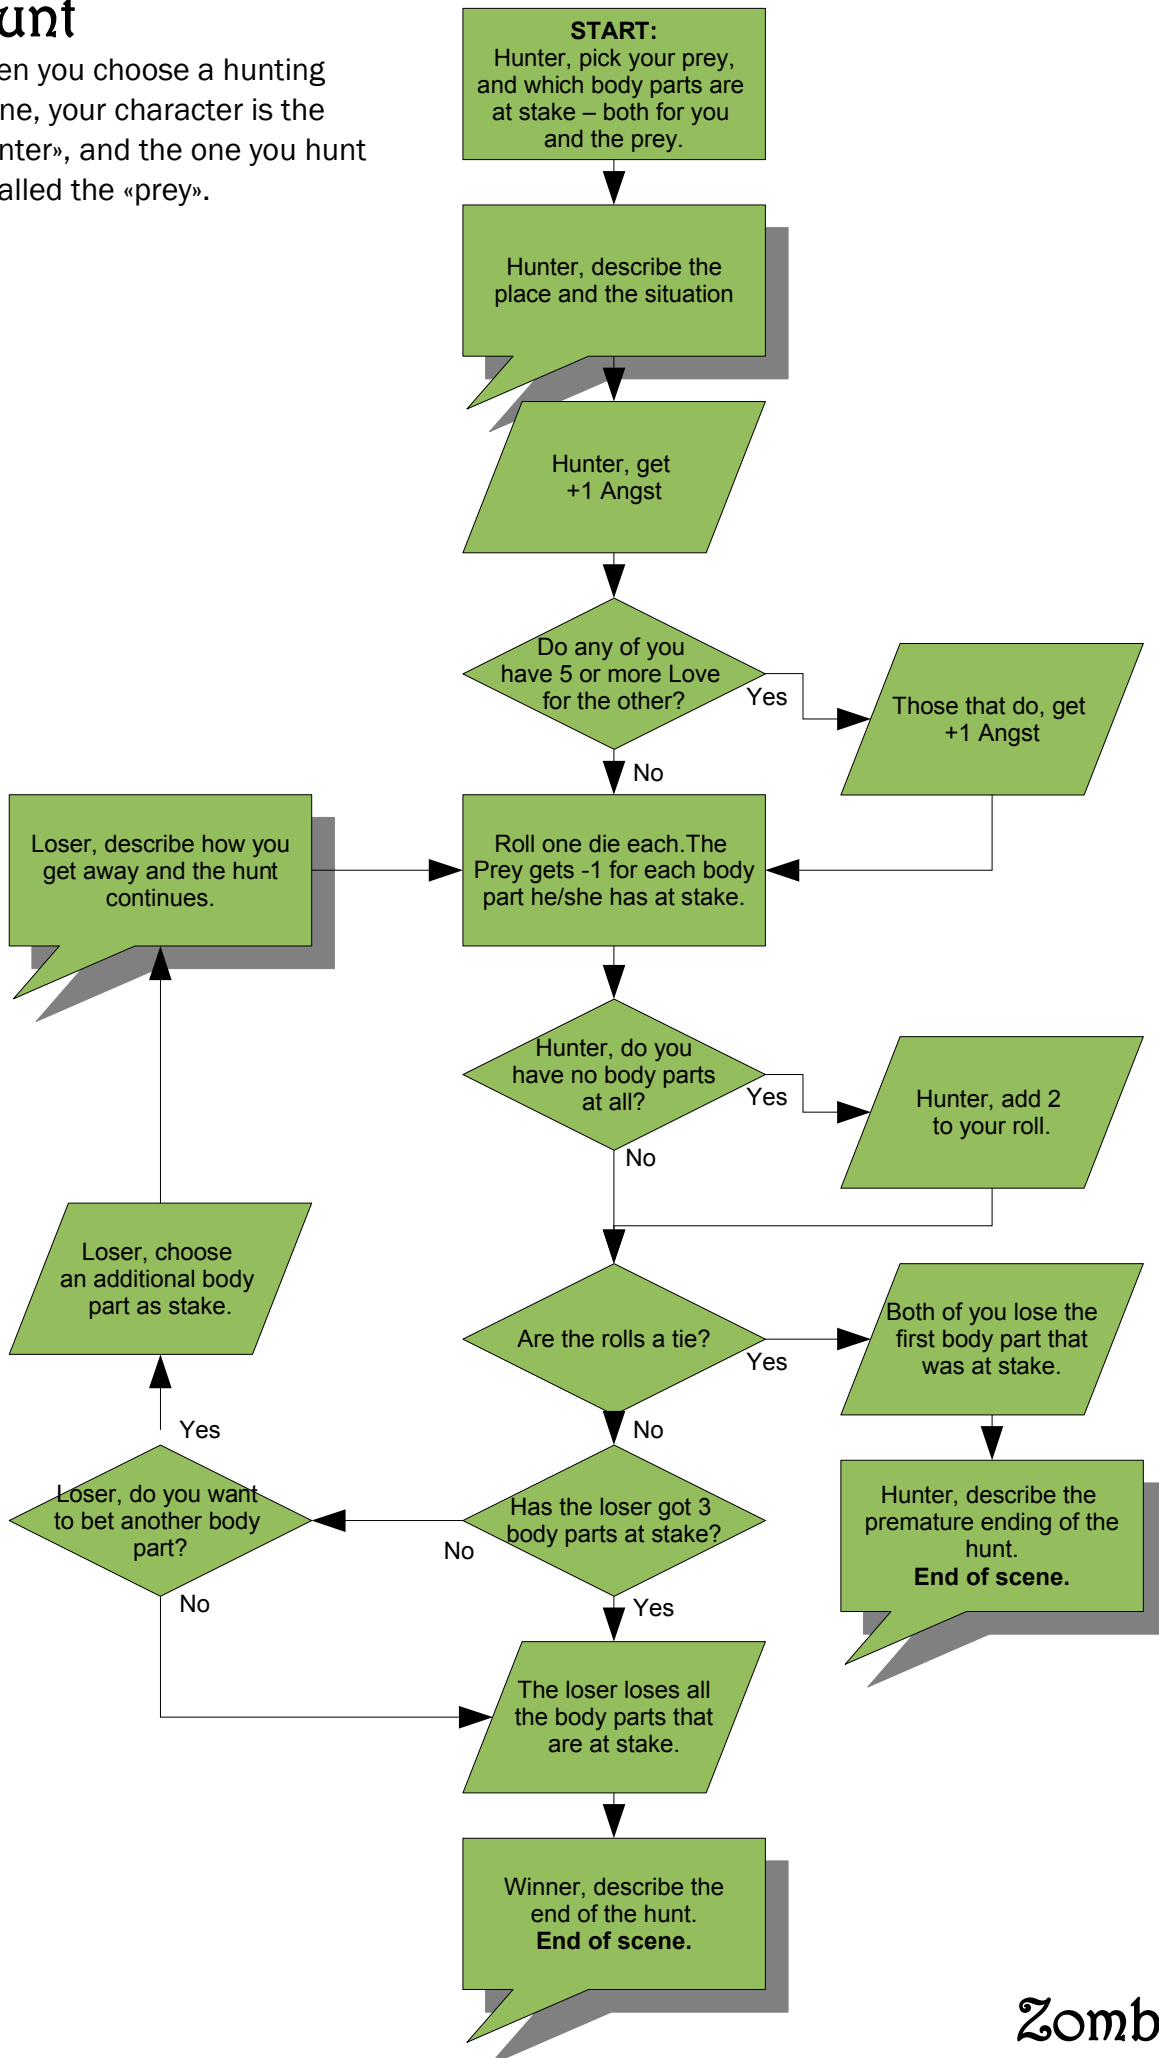 unt
en you choose a hunting
ne, your character is the
nter», and the one you hunt
alled the «prey».
START:
Hunter, pick your prey,
and which body parts are
at stake – both for you
and the prey.
Hunter, describe the
place and the situation
Hunter, get
+1 Angst
Do any of you
have 5 or more Love
for the other?
Yes
Those that do, get
+1 Angst
No
Loser, describe how you
get away and the hunt
continues.
Roll one die each.The
Prey gets -1 for each body
part he/she has at stake.
Hunter, do you
have no body parts
at all?
Yes
Hunter, add 2
to your roll.
No
Loser, choose
an additional body
part as stake.
Are the rolls a tie?
Yes
Both of you lose the
first body part that
was at stake.
No
Yes
Loser, do you want
to bet another body
part?
Has the loser got 3
body parts at stake?
No
Hunter, describe the
premature ending of the
hunt.
End of scene.
No
Yes
The loser loses all
the body parts that
are at stake.
Winner, describe the
end of the hunt.
End of scene.
Zomb